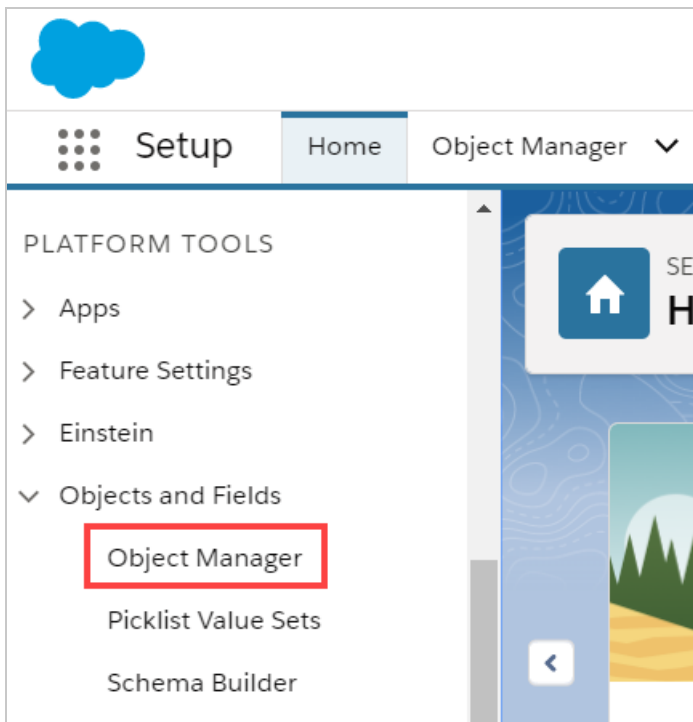 Setup Home Object Manager
PLATFORM TOOLS
Apps
Feature Settings
Einstein
Objects and Fields
Object Manager
Picklist Value Sets
Schema Builder
SE
H